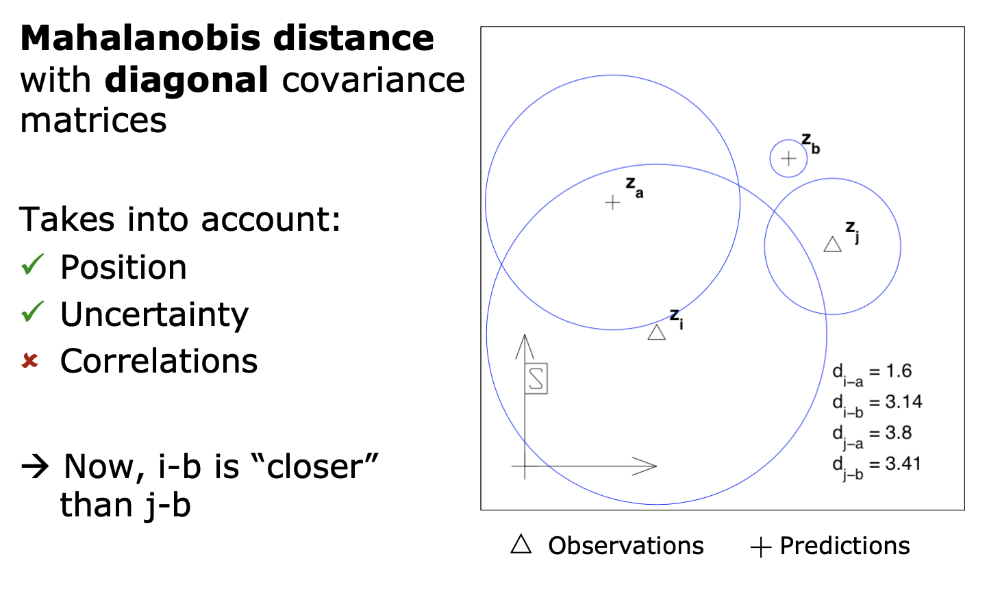 Mahalanobis distance
with diagonal covariance
matrices
Takes into account:
✓ Position
✓ Uncertainty
✘ Correlations
→ Now, i-b is “closer”
than j-b
z_b
z_a
z_j
z_i
S
d_i–a = 1.6
d_i–b = 3.14
d_j–a = 3.8
d_j–b = 3.41
△ Observations + Predictions